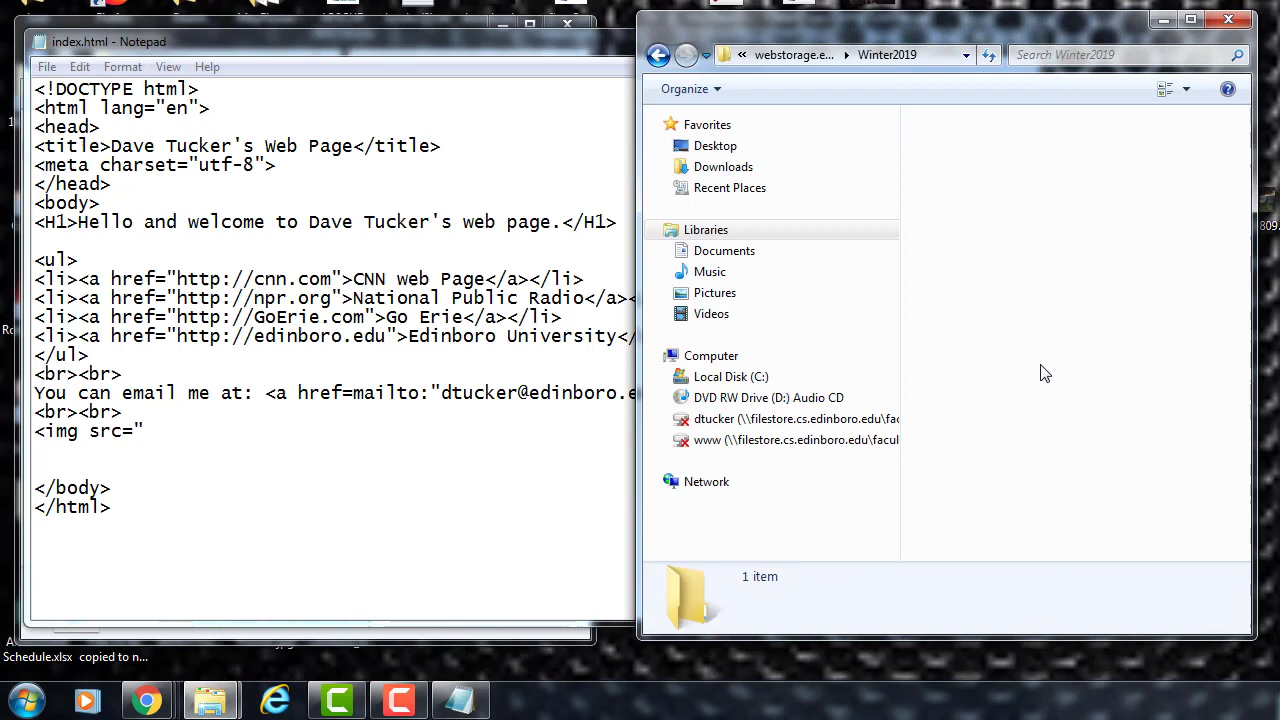 index.html - Notepad
File Edit Format View Help
<!DOCTYPE html>
<html lang="en">
<head>
<title>Dave Tucker's Web Page</title>
<meta charset="utf-8">
</head>
<body>
<H1>Hello and welcome to Dave Tucker's web page.</H1>
<ul>
<li><a href="http://cnn.com">CNN web Page</a></li>
<li><a href="http://npr.org">National Public Radio</a>
<li><a href="http://GoErie.com">Go Erie</a></li>
<li><a href="http://edinboro.edu">Edinboro University</
</ul>
<br><br>
You can email me at: <a href=mailto:"dtucker@edinboro.e
<br><br>
<img src="
</body>
</html>
Schedule.xlsx copied to n...
« webstorage.e... Winter2019
Search Winter2019
Organize
Favorites
Desktop
Downloads
Recent Places
Libraries
Documents
Music
Pictures
Videos
Computer
Local Disk (C:)
DVD RW Drive (D:) Audio CD
dtucker (\\filestore.cs.edinboro.edu\fac
www (\\filestore.cs.edinboro.edu\facul
Network
1 item
809.